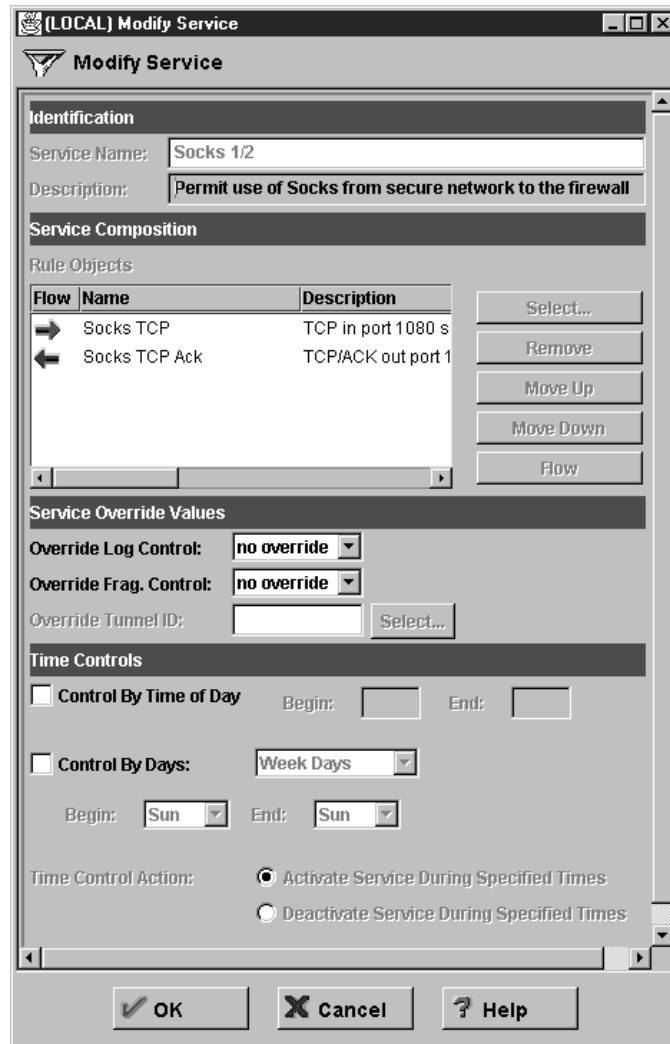 (LOCAL) Modify Service
Modify Service
Identification
Service Name: Socks 1/2
Description: Permit use of Socks from secure network to the firewall
Service Composition
Rule Objects
Flow Name Description
Socks TCP TCP in port 1080 s
Socks TCP Ack TCP/ACK out port 1
Select...
Remove
Move Up
Move Down
Flow
Service Override Values
Override Log Control: no override
Override Frag. Control: no override
Override Tunnel ID: Select...
Time Controls
Control By Time of Day Begin: End:
Control By Days: Week Days
Begin: Sun End: Sun
Time Control Action: Activate Service During Specified Times
Deactivate Service During Specified Times
OK Cancel Help